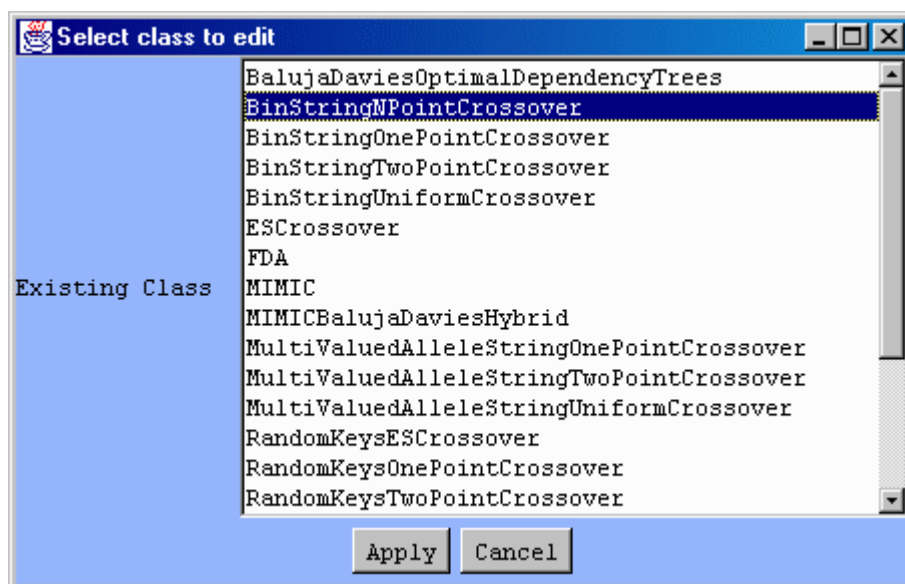 Select class to edit
BalujaDaviesOptimalDependencyTrees
BinStringNPointCrossover
BinStringOnePointCrossover
BinStringTwoPointCrossover
BinStringUniformCrossover
ESCrossover
FDA
Existing Class
MIMIC
MIMICBalujaDaviesHybrid
MultiValuedAlleleStringOnePointCrossover
MultiValuedAlleleStringTwoPointCrossover
MultiValuedAlleleStringUniformCrossover
RandomKeysESCrossover
RandomKeysOnePointCrossover
RandomKeysTwoPointCrossover
Apply Cancel